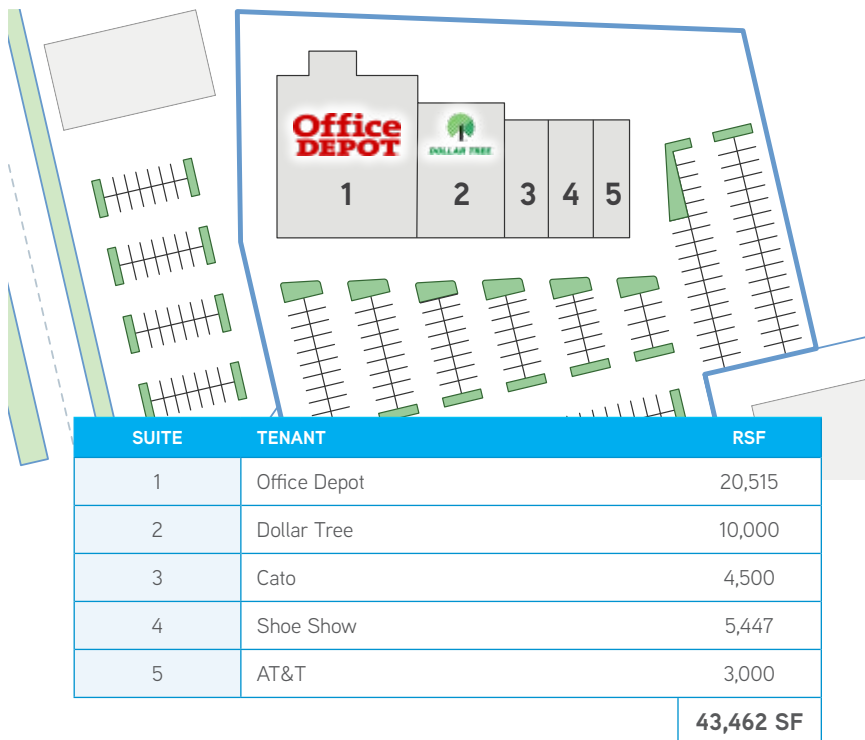 Office
DEPOT
DOLLAR TREE
1
2
3
4
5
SUITE TENANT RSF
1 Office Depot 20,515
2 Dollar Tree 10,000
3 Cato 4,500
4 Shoe Show 5,447
5 AT&T 3,000
43,462 SF